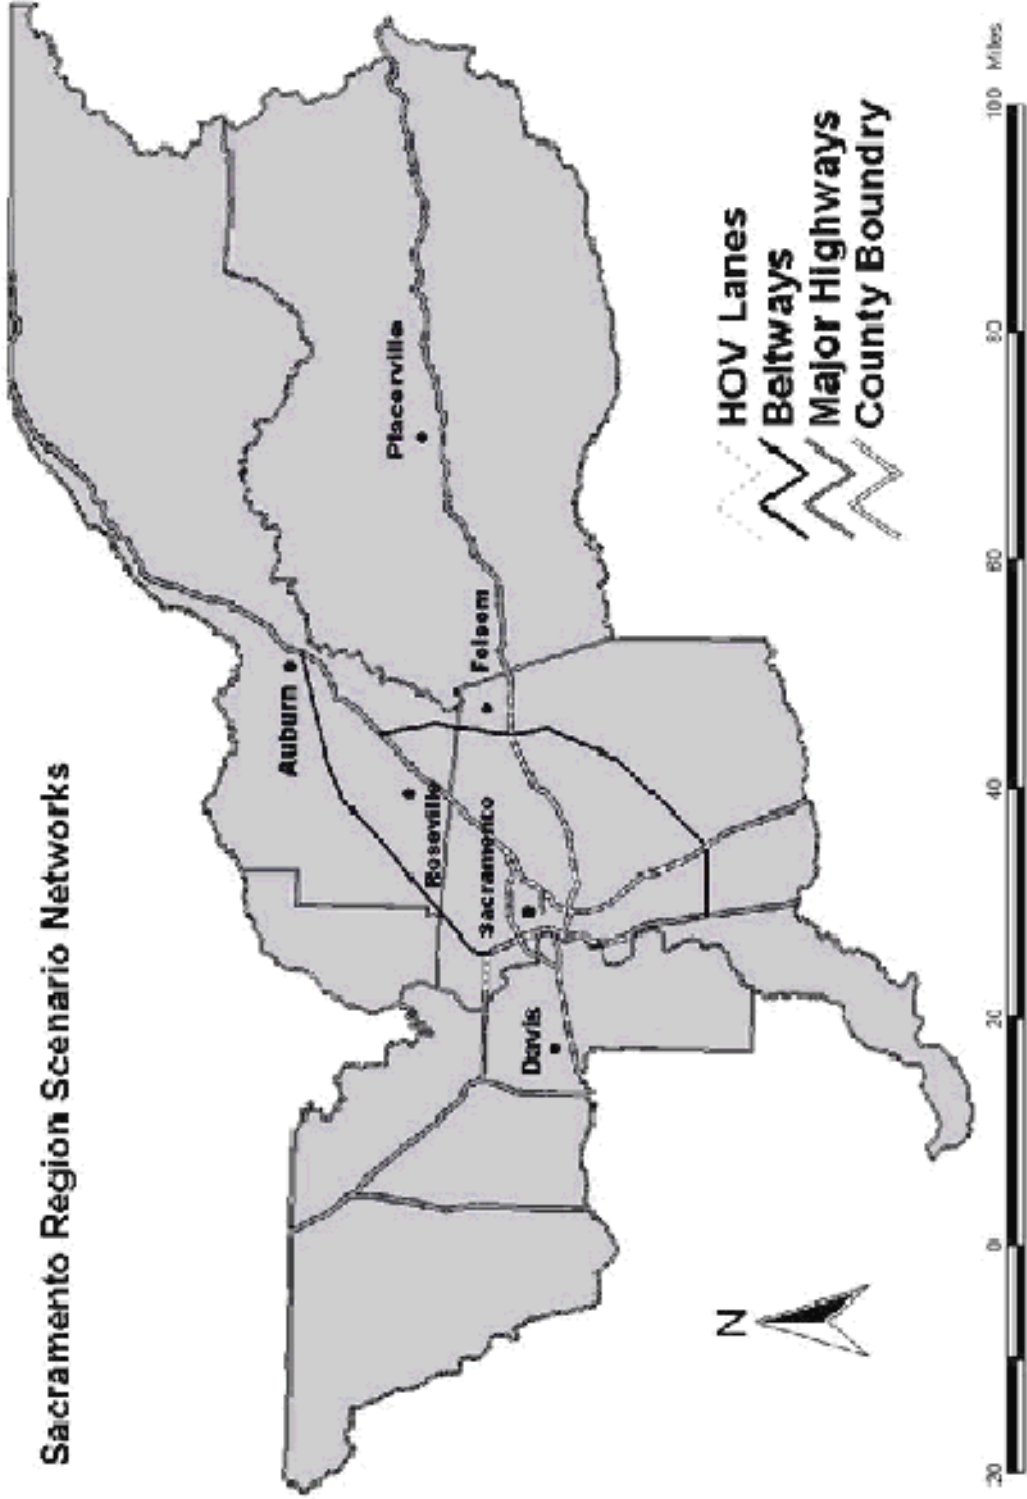 Sacramento Region Scenario Networks
Auburn
Placerville
Roseville
Folsom
Sacramento
Davis
HOV Lanes
Beltways
Major Highways
County Boundry
N
20
0
20
40
60
80
100 Miles